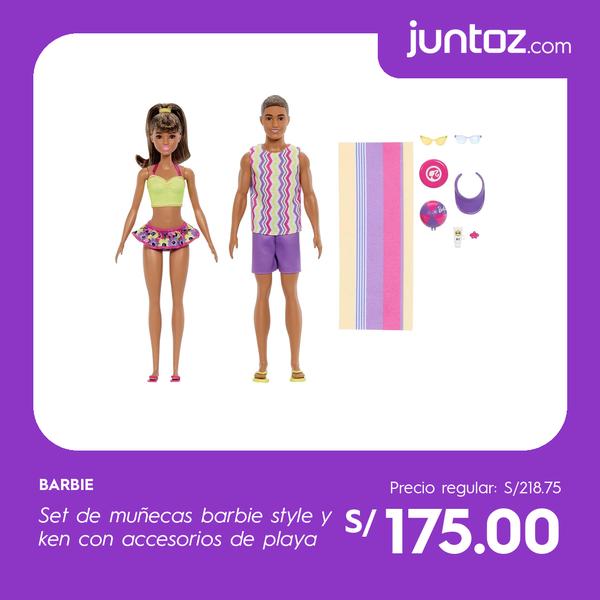 juntoz.com
BARBIE
Set de muñecas barbie style y
ken con accesorios de playa
Precio regular: S/218.75
S/175.00